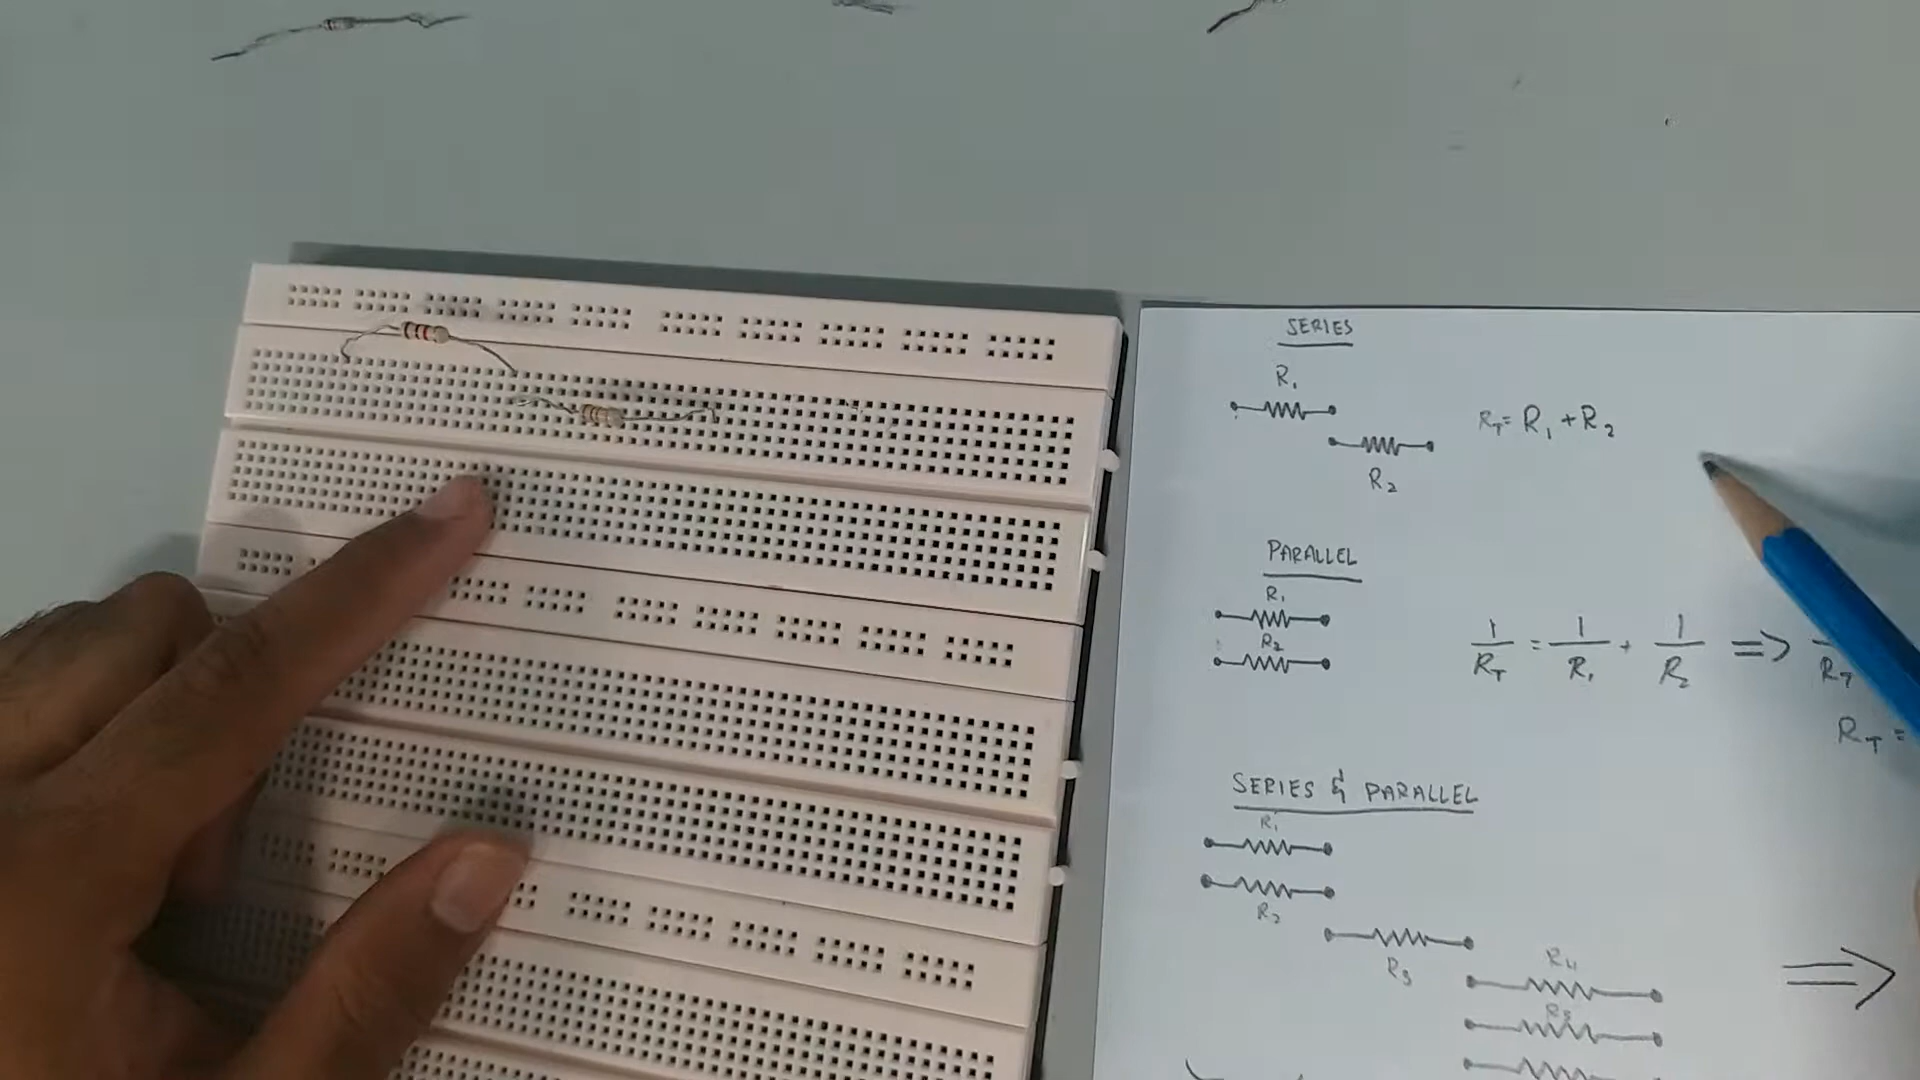 SERIES
R1
RT = R1 + R2
R2
PARALLEL
R1
R2
1/RT = 1/R1 + 1/R2 ⇒
RT
RT =
SERIES & PARALLEL
R1
R2
R3
R4
R5